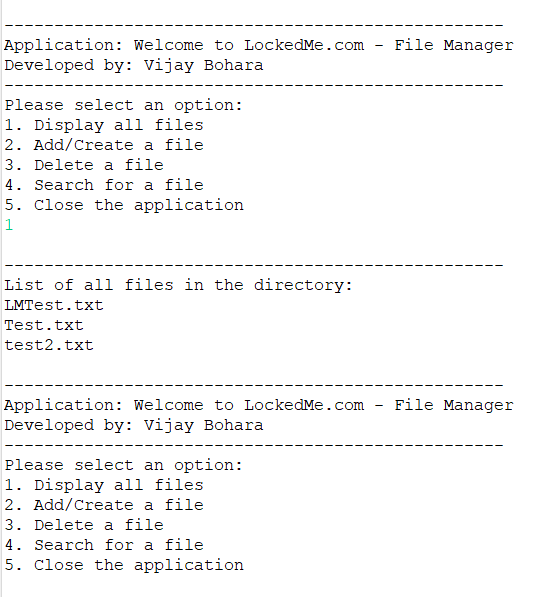 --------------------------------------------------
Application: Welcome to LockedMe.com - File Manager
Developed by: Vijay Bohara
--------------------------------------------------
Please select an option:
1. Display all files
2. Add/Create a file
3. Delete a file
4. Search for a file
5. Close the application
1
--------------------------------------------------
List of all files in the directory:
LMTest.txt
Test.txt
test2.txt
--------------------------------------------------
Application: Welcome to LockedMe.com - File Manager
Developed by: Vijay Bohara
--------------------------------------------------
Please select an option:
1. Display all files
2. Add/Create a file
3. Delete a file
4. Search for a file
5. Close the application